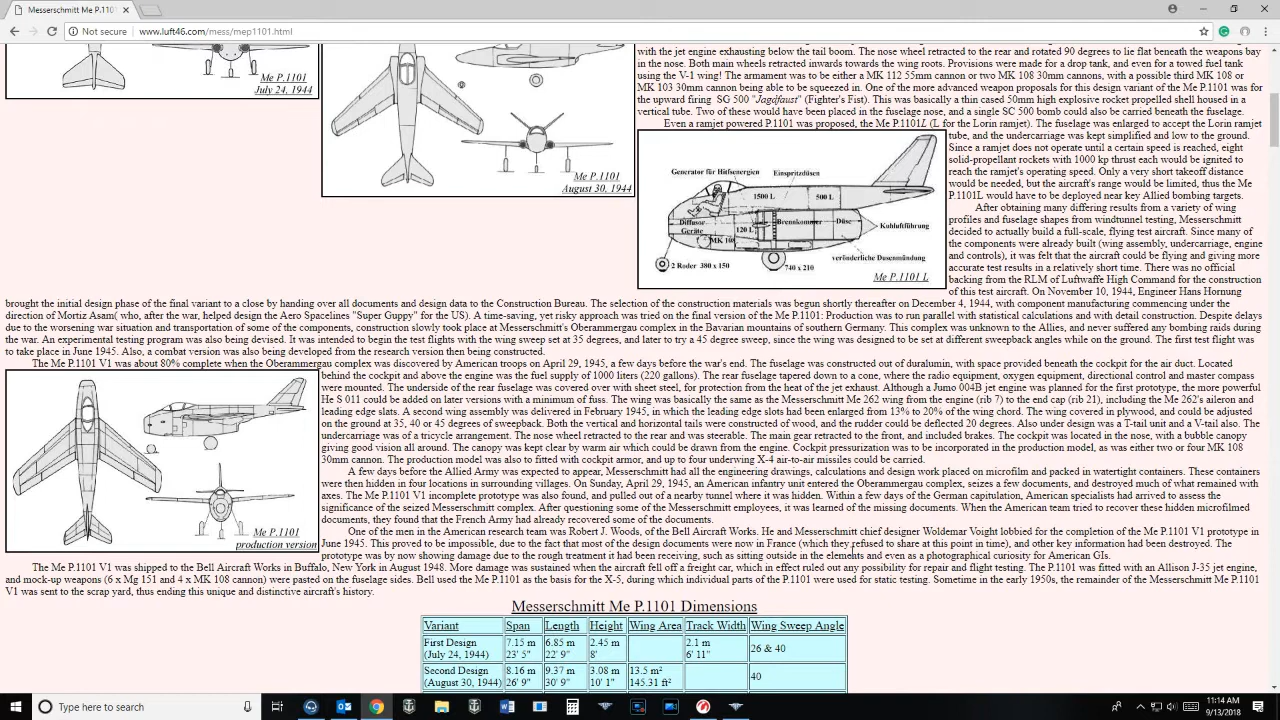 Messerschmitt Me P.1101
Not secure
www.luft46.com/mess/mep1101.html
Me P.1101
July 24, 1944
Me P.1101
August 30, 1944
with the jet engine exhausting below the tail boom. The nose wheel retracted to the rear and rotated 90 degrees to lie flat beneath the weapons bay
in the nose. Both main wheels retracted inwards towards the wing roots. Provisions were made for a drop tank, and even for a towed fuel tank
using the V-1 wing! The armament was to be either a MK 112 55mm cannon or two MK 108 30mm cannons, with a possible third MK 108 or
MK 103 30mm cannon being able to be squeezed in. One of the more advanced weapon proposals for this design variant of the Me P.1101 was for
the upward firing SG 500 "Jagdfaust" (Fighter's Fist). This was basically a thin cased 50mm high explosive rocket propelled shell housed in a
vertical tube. Two of these would have been placed in the fuselage nose, and a single SC 500 bomb could also be carried beneath the fuselage.
Even a ramjet powered P.1101 was proposed, the Me P.1101L (L for the Lorin ramjet). The fuselage was enlarged to accept the Lorin ramjet
tube, and the undercarriage was kept simplified and low to the ground.
Since a ramjet does not operate until a certain speed is reached, eight
solid-propellant rockets with 1000 kp thrust each would be ignited to
reach the ramjet's operating speed. Only a very short takeoff distance
would be needed, but the aircraft's range would be limited, thus the Me
P.1101L would have to be deployed near key Allied bombing targets.
After obtaining many differing results from a variety of wing
profiles and fuselage shapes from windtunnel testing, Messerschmitt
decided to actually build a full-scale, flying test aircraft. Since many of
the components were already built (wing assembly, undercarriage, engine
and controls), it was felt that the aircraft could be flying and giving more
accurate test results in a relatively short time. There was no official
backing from the RLM of Luftwaffe High Command for the construction
of this test aircraft. On November 10, 1944, Engineer Hans Hornung
Generator für Hilfsenergien
Einspritzdüsen
1500 L
500 L
Diffusor
Geräte
120 L
Brennkammer
Düse
Kuhluftführung
MK 108
veränderliche Dusenmündung
2 Roder 380 x 150
740 x 210
Me P.1101 L
brought the initial design phase of the final variant to a close by handing over all documents and design data to the Construction Bureau. The selection of the construction materials was begun shortly thereafter on December 4, 1944, with component manufacturing commencing under the
direction of Mortiz Asam( who, after the war, helped design the Aero Spacelines "Super Guppy" for the US). A time-saving, yet risky approach was tried on the final version of the Me P.1101: Production was to run parallel with statistical calculations and with detail construction. Despite delays
due to the worsening war situation and transportation of some of the components, construction slowly took place at Messerschmitt's Oberammergau complex in the Bavarian mountains of southern Germany. This complex was unknown to the Allies, and never suffered any bombing raids during
the war. An experimental testing program was also being devised. It was intended to begin the test flights with the wing sweep set at 35 degrees, and later to try a 45 degree sweep, since the wing was designed to be set at different sweepback angles while on the ground. The first test flight was
to take place in June 1945. Also, a combat version was also being developed from the research version then being constructed.
The Me P.1101 V1 was about 80% complete when the Oberammergau complex was discovered by American troops on April 29, 1945, a few days before the war's end. The fuselage was constructed out of duralumin, with space provided beneath the cockpit for the air duct. Located
behind the cockpit and above the engine was the fuel supply of 1000 liters (220 gallons). The rear fuselage tapered down to a cone, where the radio equipment, oxygen equipment, directional control and master compass
were mounted. The underside of the rear fuselage was covered over with sheet steel, for protection from the heat of the jet exhaust. Although a Jumo 004B jet engine was planned for the first prototype, the more powerful
He S 011 could be added on later versions with a minimum of fuss. The wing was basically the same as the Messerschmitt Me 262 wing from the engine (rib 7) to the end cap (rib 21), including the Me 262's aileron and
leading edge slats. A second wing assembly was delivered in February 1945, in which the leading edge slots had been enlarged from 13% to 20% of the wing chord. The wing covered in plywood, and could be adjusted
on the ground at 35, 40 or 45 degrees of sweepback. Both the vertical and horizontal tails were constructed of wood, and the rudder could be deflected 20 degrees. Also under design was a T-tail unit and a V-tail also. The
undercarriage was of a tricycle arrangement. The nose wheel retracted to the rear and was steerable. The main gear retracted to the front, and included brakes. The cockpit was located in the nose, with a bubble canopy
giving good vision all around. The canopy was kept clear by warm air which could be drawn from the engine. Cockpit pressurization was to be incorporated in the production model, as was either two or four MK 108
30mm cannon. The production model was also to fitted with cockpit armor, and up to four underwing X-4 air-to-air missiles could be carried.
A few days before the Allied Army was expected to appear, Messerschmitt had all the engineering drawings, calculations and design work placed on microfilm and packed in watertight containers. These containers
were then hidden in four locations in surrounding villages. On Sunday, April 29, 1945, an American infantry unit entered the Oberammergau complex, seizes a few documents, and destroyed much of what remained with
axes. The Me P.1101 V1 incomplete prototype was also found, and pulled out of a nearby tunnel where it was hidden. Within a few days of the German capitulation, American specialists had arrived to assess the
significance of the seized Messerschmitt complex. After questioning some of the Messerschmitt employees, it was learned of the missing documents. When the American team tried to recover these hidden microfilmed
documents, they found that the French Army had already recovered some of the documents.
One of the men in the American research team was Robert J. Woods, of the Bell Aircraft Works. He and Messerschmitt chief designer Woldemar Voight lobbied for the completion of the Me P.1101 V1 prototype in
June 1945. This proved to be impossible, due to the fact that most of the design documents were now in France (which they refused to share at this point in time), and other key information had been destroyed. The
prototype was by now showing damage due to the rough treatment it had been receiving, such as sitting outside in the elements and even as a photographical curiosity for American GIs.
Me P.1101
production version
The Me P.1101 V1 was shipped to the Bell Aircraft Works in Buffalo, New York in August 1948. More damage was sustained when the aircraft fell off a freight car, which in effect ruled out any possibility for repair and flight testing. The P.1101 was fitted with an Allison J-35 jet engine,
and mock-up weapons (6 x Mg 151 and 4 x MK 108 cannon) were pasted on the fuselage sides. Bell used the Me P.1101 as the basis for the X-5, during which individual parts of the P.1101 were used for static testing. Sometime in the early 1950s, the remainder of the Messerschmitt Me P.1101
V1 was sent to the scrap yard, thus ending this unique and distinctive aircraft's history.
Messerschmitt Me P.1101 Dimensions
Variant Span Length Height Wing Area Track Width Wing Sweep Angle
First Design 7.15 m 6.85 m 2.45 m 2.1 m 26 & 40
(July 24, 1944) 23' 5" 22' 9" 8' 6' 11"
Second Design 8.16 m 9.37 m 3.08 m 13.5 m² 40
(August 30, 1944) 26' 9" 30' 9" 10' 1" 145.31 ft²
Type here to search
11:14 AM
9/13/2018